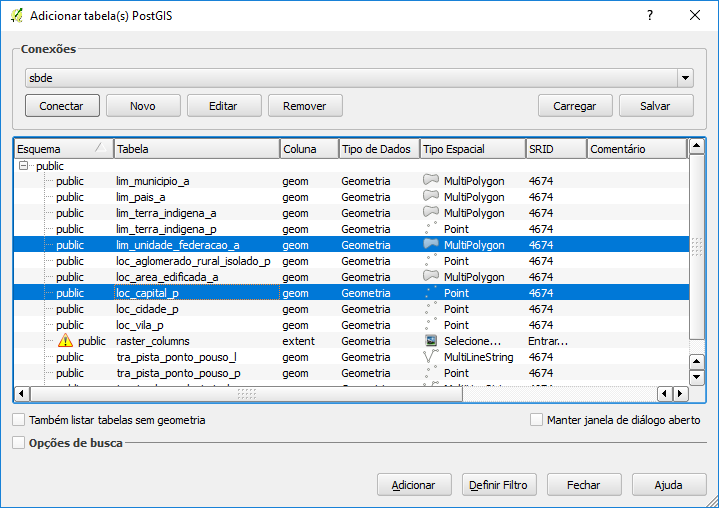 Adicionar tabela(s) PostGIS
Conexões
sbde
Conectar Novo Editar Remover Carregar Salvar
Esquema Tabela Coluna Tipo de Dados Tipo Espacial SRID Comentário
public
public lim_municipio_a geom Geometria MultiPolygon 4674
public lim_pais_a geom Geometria MultiPolygon 4674
public lim_terra_indigena_a geom Geometria MultiPolygon 4674
public lim_terra_indigena_p geom Geometria Point 4674
public lim_unidade_federacao_a geom Geometria MultiPolygon 4674
public loc_aglomerado_rural_isolado_p geom Geometria Point 4674
public loc_area_edificada_a geom Geometria MultiPolygon 4674
public loc_capital_p geom Geometria Point 4674
public loc_cidade_p geom Geometria Point 4674
public loc_vila_p geom Geometria Point 4674
public raster_columns extent Geometria Selecione... Entrar...
public tra_pista_ponto_pouso_l geom Geometria MultiLineString 4674
public tra_pista_ponto_pouso_p geom Geometria Point 4674
Também listar tabelas sem geometria Manter janela de diálogo aberto
Opções de busca
Adicionar Definir Filtro Fechar Ajuda